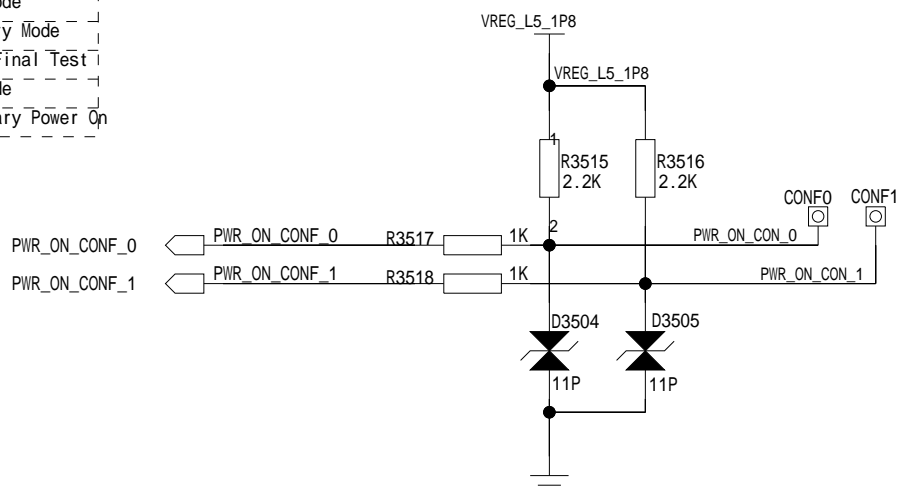 ode
ry Mode
Final Test
de
ary Power On
VREG_L5_1P8
VREG_L5_1P8
1
R3515
2.2K
R3516
2.2K
2
CONF0
CONF1
PWR_ON_CONF_0
PWR_ON_CONF_0
R3517
1K
PWR_ON_CON_0
PWR_ON_CONF_1
PWR_ON_CONF_1
R3518
1K
PWR_ON_CON_1
D3504
D3505
11P
11P